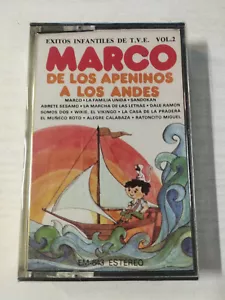 EXITOS INFANTILES DE T.V.E. VOL.2
MARCO
DE LOS APENINOS
A LOS ANDES
MARCO • LA FAMILIA UNIDA • SANDOKAN
ABRETE SESAMO • LA MARCHA DE LAS LETRAS • DALE RAMON
SOMOS DOS • WIKIE, EL VIKINGO • LA CASA DE LA PRADERA
EL MUÑECO ROTO • ALEGRE CALABAZA • RATONCITO MIGUEL
ESTEREO